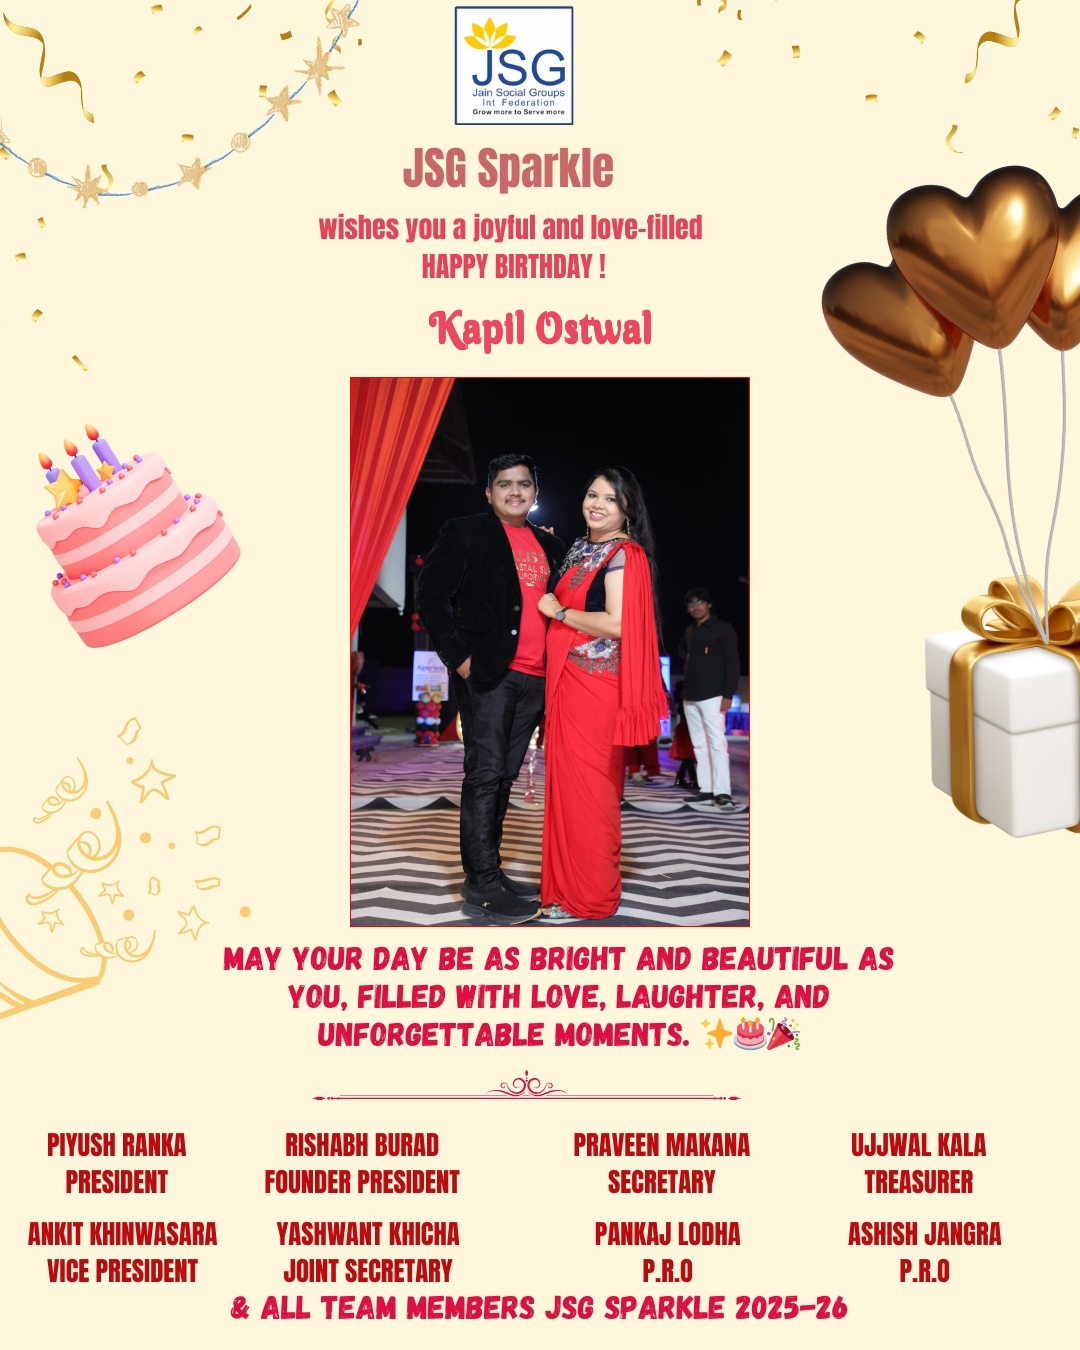 JSG
Jain Social Groups
Int Federation
Grow more to Serve more
JSG Sparkle
wishes you a joyful and love-filled
HAPPY BIRTHDAY !
Kapil Ostwal
MAY YOUR DAY BE AS BRIGHT AND BEAUTIFUL AS
YOU, FILLED WITH LOVE, LAUGHTER, AND
UNFORGETTABLE MOMENTS. ✨🎂🎉
PIYUSH RANKA
PRESIDENT
RISHABH BURAD
FOUNDER PRESIDENT
PRAVEEN MAKANA
SECRETARY
UJJWAL KALA
TREASURER
ANKIT KHINWASARA
VICE PRESIDENT
YASHWANT KHICHA
JOINT SECRETARY
PANKAJ LODHA
P.R.O
ASHISH JANGRA
P.R.O
& ALL TEAM MEMBERS JSG SPARKLE 2025-26